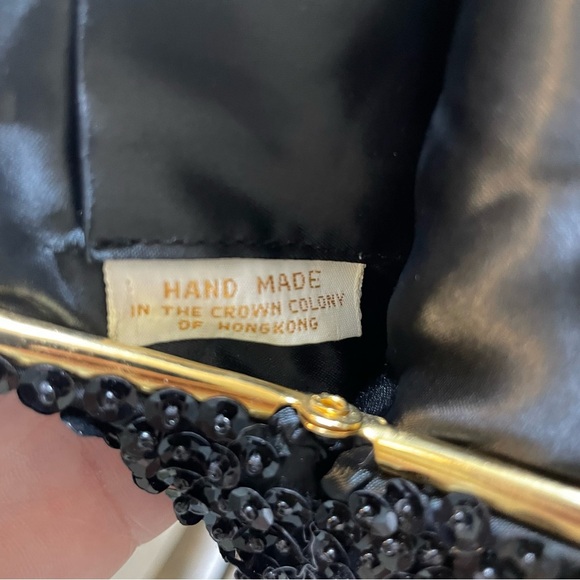 HAND MADE
IN THE CROWN COLONY
OF HONGKONG